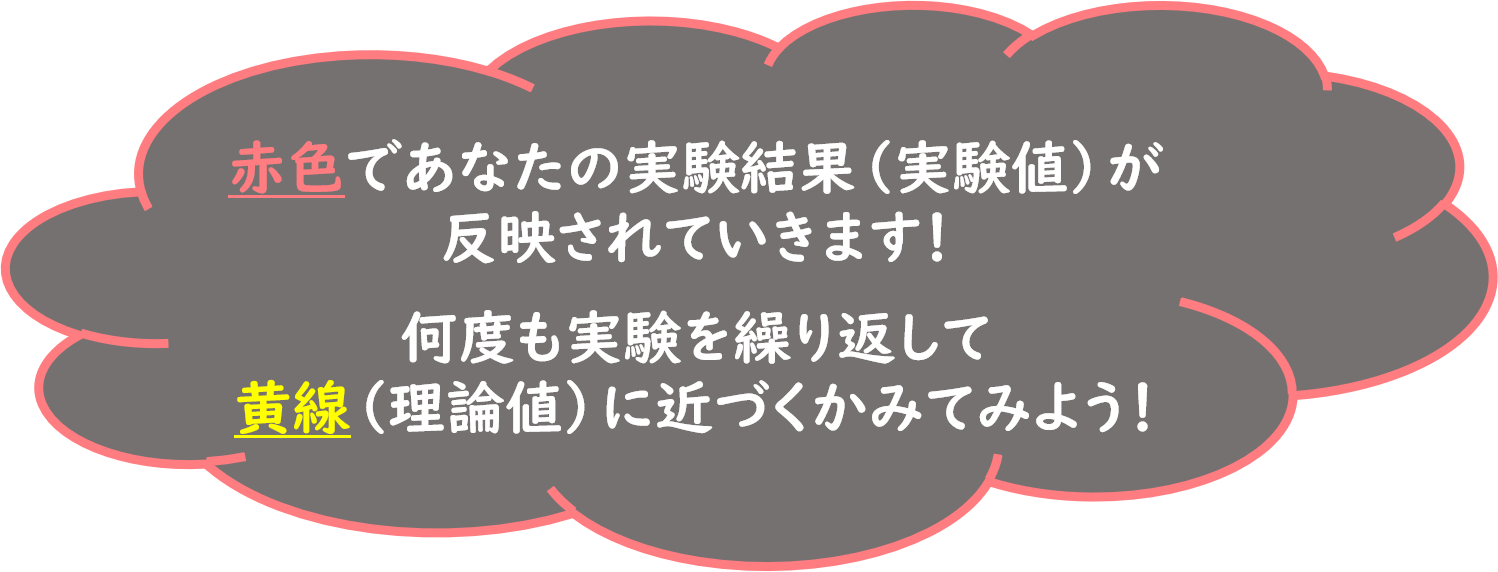 赤色であなたの実験結果（実験値）が
反映されていきます！
何度も実験を繰り返して
黄線（理論値）に近づくかみてみよう！